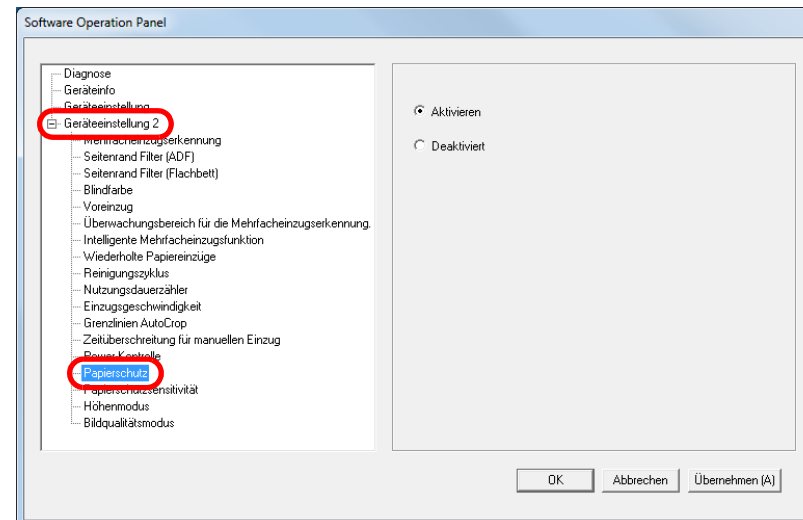 Software Operation Panel
Diagnose
Geräteinfo
Geräteeinstellung
Geräteeinstellung 2
Mehrfacheinzugserkennung
Seitenrand Filter (ADF)
Seitenrand Filter (Flachbett)
Blindfarbe
Voreinzug
Überwachungsbereich für die Mehrfacheinzugserkennung.
Intelligente Mehrfacheinzugsfunktion
Wiederholte Papiereinzüge
Reinigungszyklus
Nutzungsdauerzähler
Einzugsgeschwindigkeit
Grenzlinien AutoCrop
Zeitüberschreitung für manuellen Einzug
Power Kontrolle
Papierschutz
Papierschutzsensitivität
Höhenmodus
Bildqualitätsmodus
Aktivieren
Deaktiviert
OK Abbrechen Übernehmen (A)